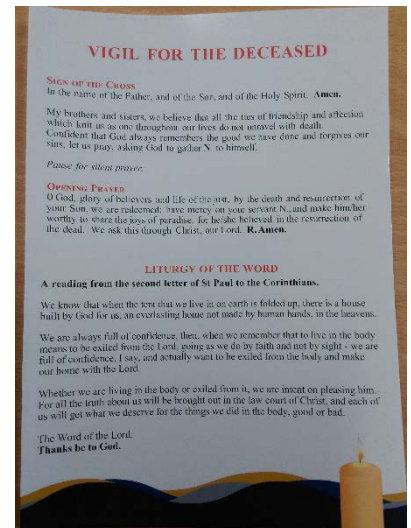 VIGIL FOR THE DECEASED
SIGN OF THE CROSS
In the name of the Father, and of the Son, and of the Holy Spirit. Amen.
My brothers and sisters, we believe that all the ties of friendship and affection
which knit us as one throughout our lives do not unravel with death.
Confident that God always remembers the good we have done and forgives our
sins, let us pray, asking God to gather N to himself.
Pause for silent prayer.
OPENING PRAYER
O God, glory of believers and life of the just, by the death and resurrection of
your Son, we are redeemed: have mercy on your servant N., and make him/her
worthy to share the joys of paradise, for he/she believed in the resurrection of
the dead. We ask this through Christ, our Lord. R. Amen.
LITURGY OF THE WORD
A reading from the second letter of St Paul to the Corinthians.
We know that when the tent that we live in on earth is folded up, there is a house
built by God for us, an everlasting home not made by human hands, in the heavens.
We are always full of confidence, then, when we remember that to live in the body
means to be exiled from the Lord, going as we do by faith and not by sight - we are
full of confidence, I say, and actually want to be exiled from the body and make
our home with the Lord.
Whether we are living in the body or exiled from it, we are intent on pleasing him.
For all the truth about us will be brought out in the law court of Christ, and each of
us will get what we deserve for the things we did in the body, good or bad.
The Word of the Lord.
Thanks be to God.